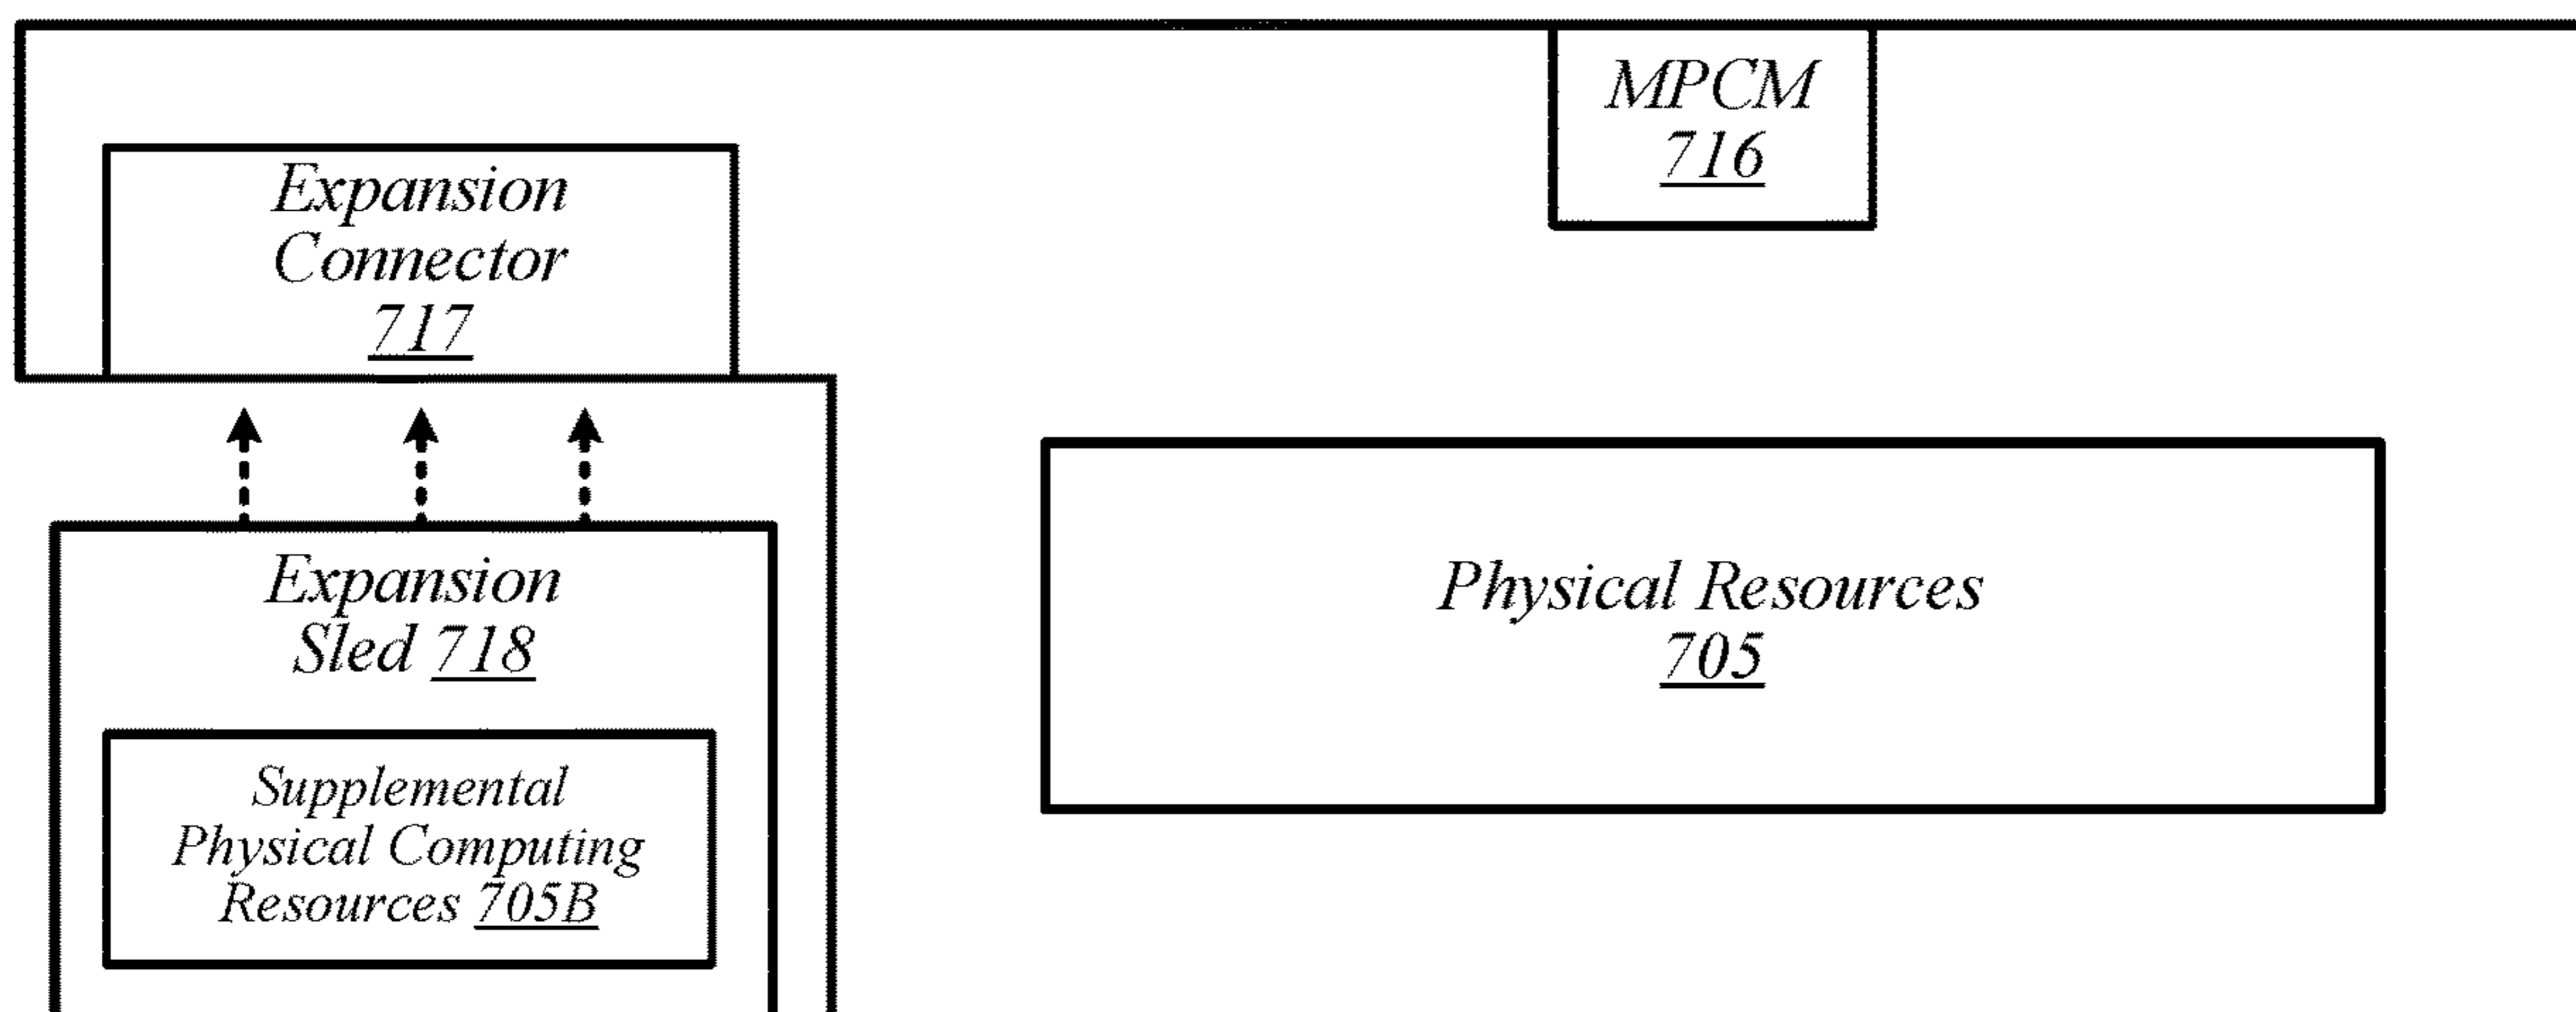 MPCM
716
Expansion
Connector
717
Expansion
Sled 718
Supplemental
Physical Computing
Resources 705B
Physical Resources
705